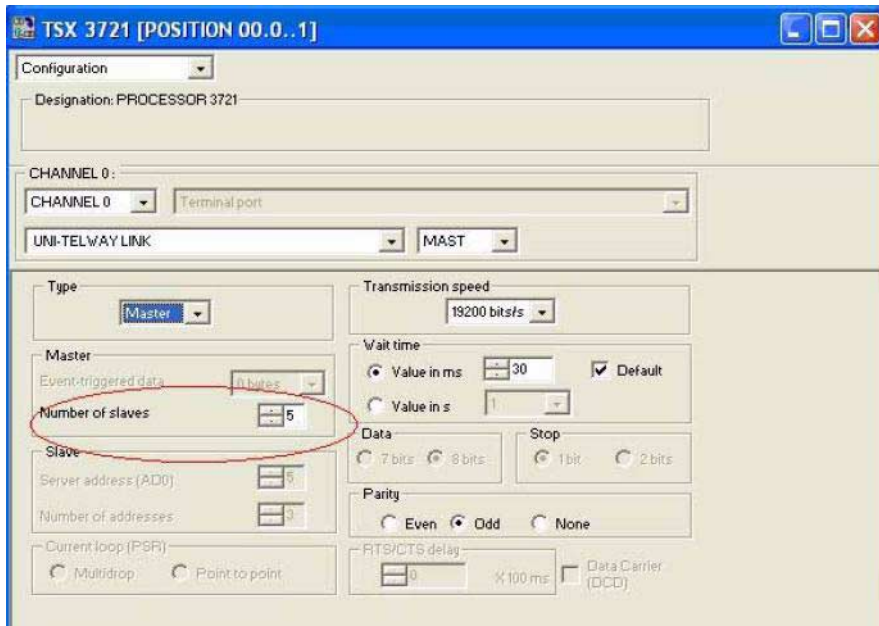 TSX 3721 [POSITION 00.0..1]
Configuration
Designation: PROCESSOR 3721
CHANNEL 0 :
CHANNEL 0 Terminal port
UNI-TELWAY LINK MAST
Type
Master
Transmission speed
19200 bits/s
Master
Event-triggered data 0 bytes
Number of slaves 5
Wait time
Value in ms 30 Default
Value in s 1
Slave
Server address (AD0) 5
Number of addresses 3
Data
7 bits 8 bits
Stop
1 bit 2 bits
Parity
Even Odd None
Current loop (PSR)
Multidrop Point to point
RTS/CTS delay
0 X 100 ms
Data Carrier
(DCD)